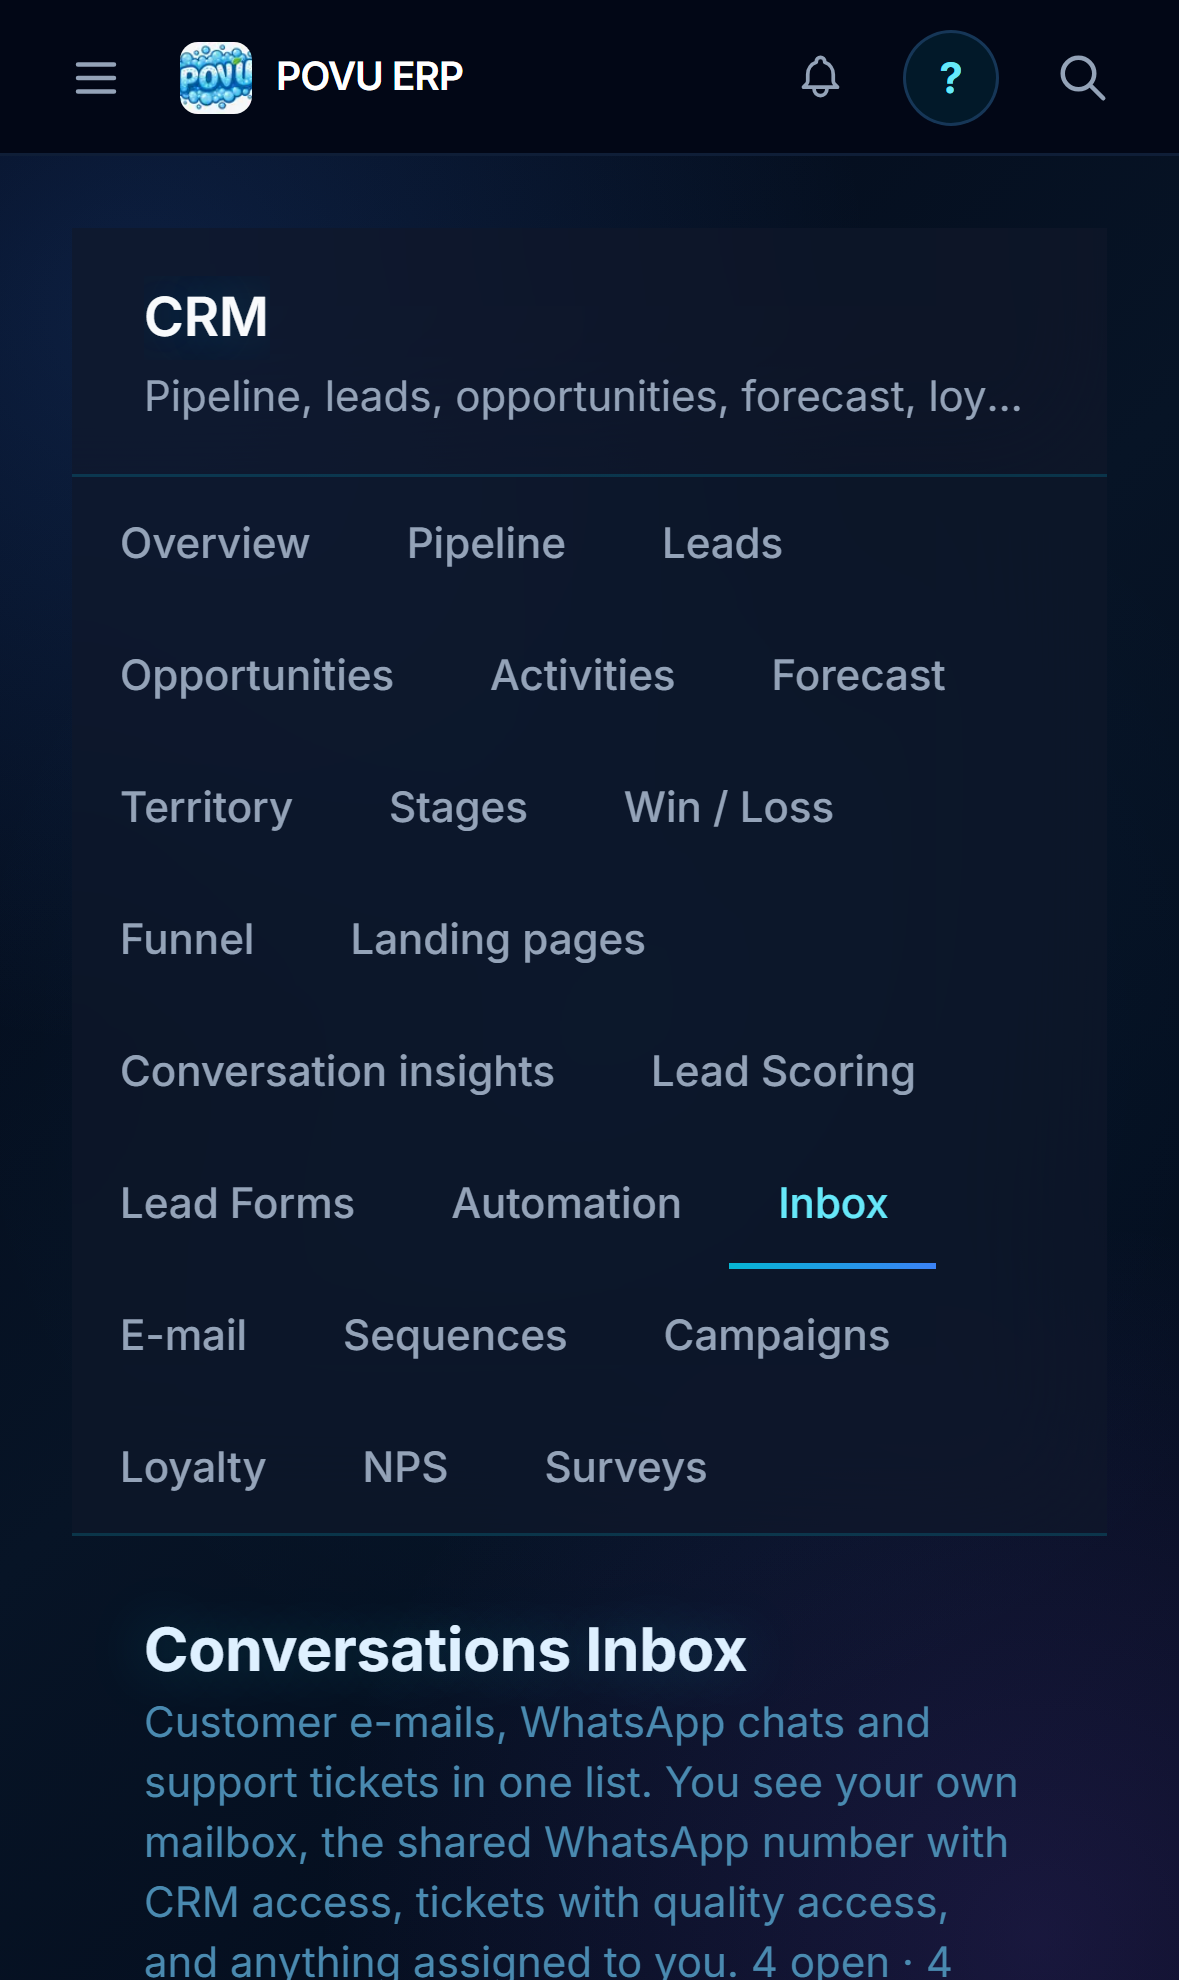 POVU POVU ERP ?
CRM
Pipeline, leads, opportunities, forecast, loy...
Overview Pipeline Leads
Opportunities Activities Forecast
Territory Stages Win / Loss
Funnel Landing pages
Conversation insights Lead Scoring
Lead Forms Automation Inbox
E-mail Sequences Campaigns
Loyalty NPS Surveys
Conversations Inbox
Customer e-mails, WhatsApp chats and
support tickets in one list. You see your own
mailbox, the shared WhatsApp number with
CRM access, tickets with quality access,
and anything assigned to you. 4 open · 4